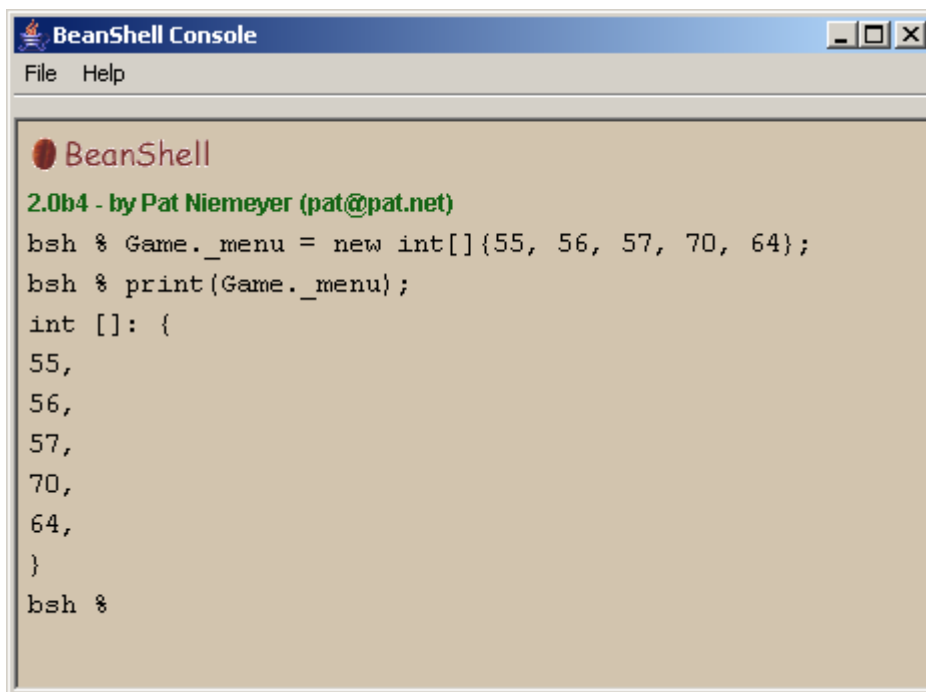 BeanShell Console
File Help
BeanShell
2.0b4 - by Pat Niemeyer (pat@pat.net)
bsh % Game._menu = new int[]{55, 56, 57, 70, 64};
bsh % print(Game._menu);
int []: {
55,
56,
57,
70,
64,
}
bsh %